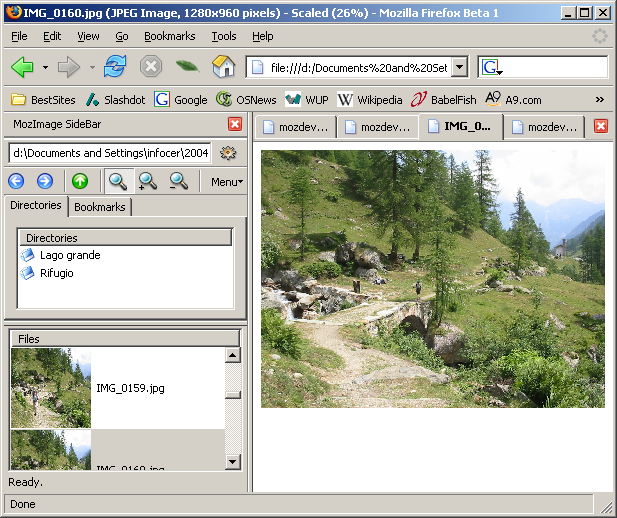 IMG_0160.jpg (JPEG Image, 1280x960 pixels) - Scaled (26%) - Mozilla Firefox Beta 1
File Edit View Go Bookmarks Tools Help
file:///d:/Documents%20and%20Set
BestSites Slashdot Google OSNews WUP Wikipedia BabelFish A9.com »
MozImage SideBar
mozdev... mozdev... IMG_0... mozdev...
d:\Documents and Settings\infocer\2004
Menu
Directories Bookmarks
Directories
Lago grande
Rifugio
Files
IMG_0159.jpg
IMG_0160.jpg
Ready.
Done